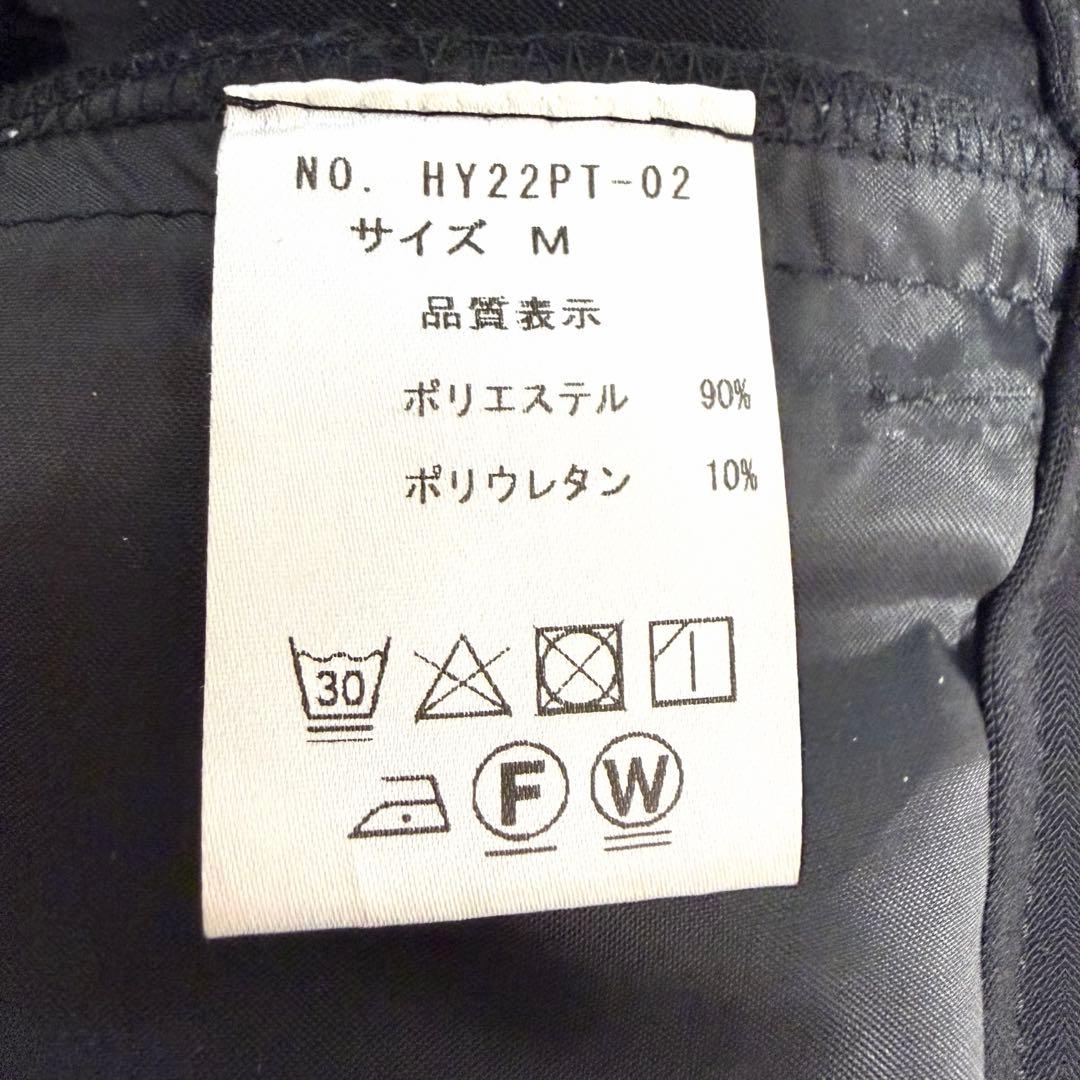 NO. HY22PT-02
サイズ M
品質表示
ポリエステル 90%
ポリウレタン 10%
30
F W